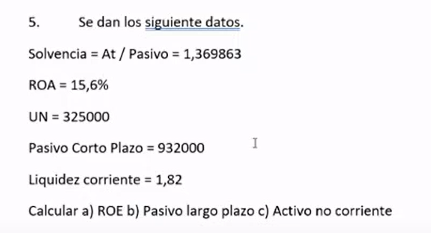 5. Se dan los siguiente datos.
Solvencia = At / Pasivo = 1,369863
ROA = 15,6%
UN = 325000
Pasivo Corto Plazo = 932000
Liquidez corriente = 1,82
Calcular a) ROE b) Pasivo largo plazo c) Activo no corriente